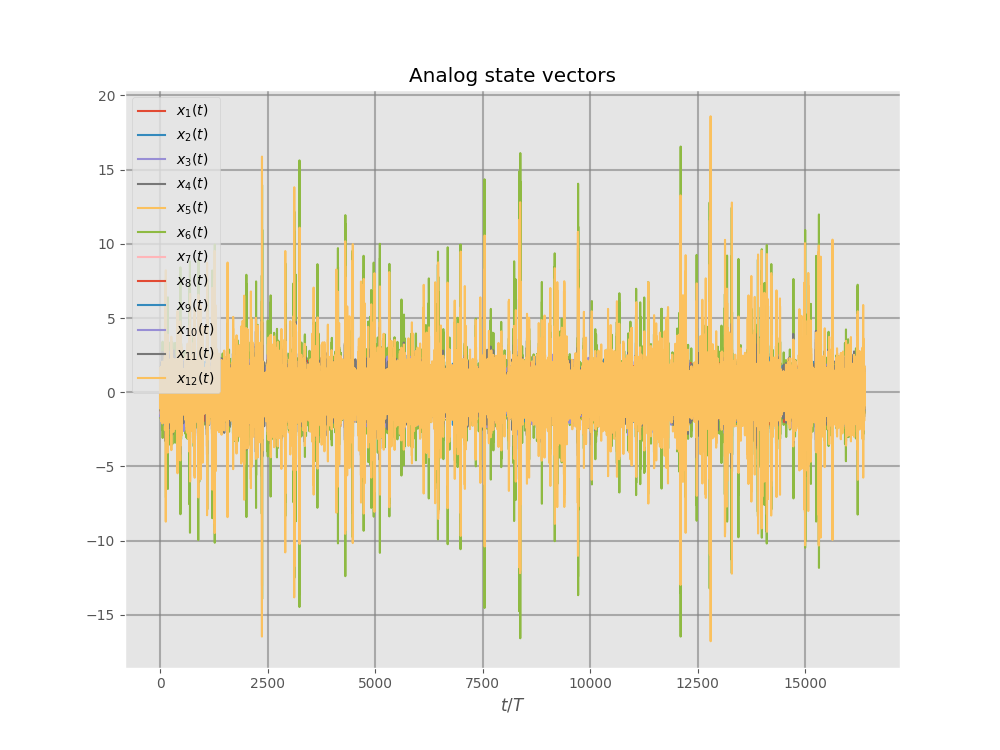 Analog state vectors
20
15
10
5
0
−5
−10
−15
x₁(t)
x₂(t)
x₃(t)
x₄(t)
x₅(t)
x₆(t)
x₇(t)
x₈(t)
x₉(t)
x₁₀(t)
x₁₁(t)
x₁₂(t)
0 2500 5000 7500 10000 12500 15000
t/T